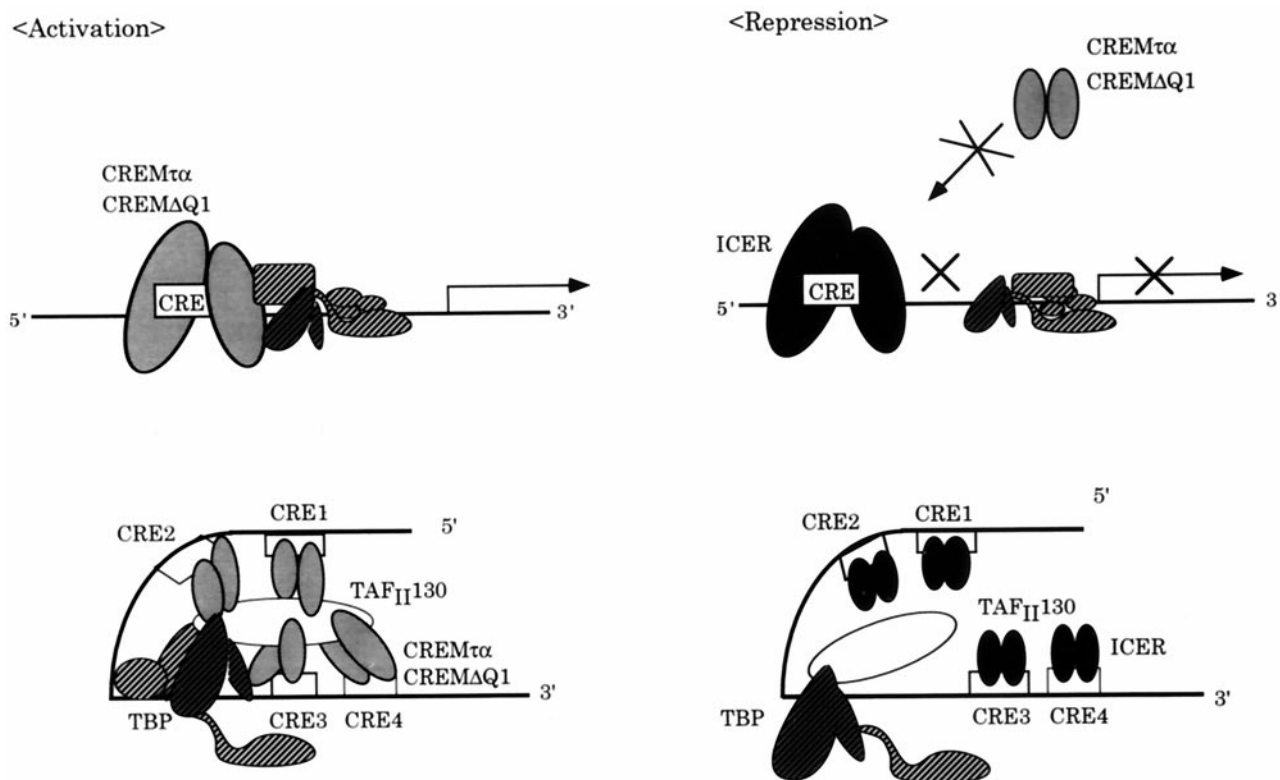 <Activation>
CREMτα
CREMΔQ1
CRE
5'
3'
<Repression>
CREMτα
CREMΔQ1
ICER
CRE
5'
3
5'
CRE1
CRE2
TAFII130
CREMτα
CREMΔQ1
3'
TBP
CRE3
CRE4
5'
CRE1
CRE2
TAFII130
ICER
3'
TBP
CRE3
CRE4